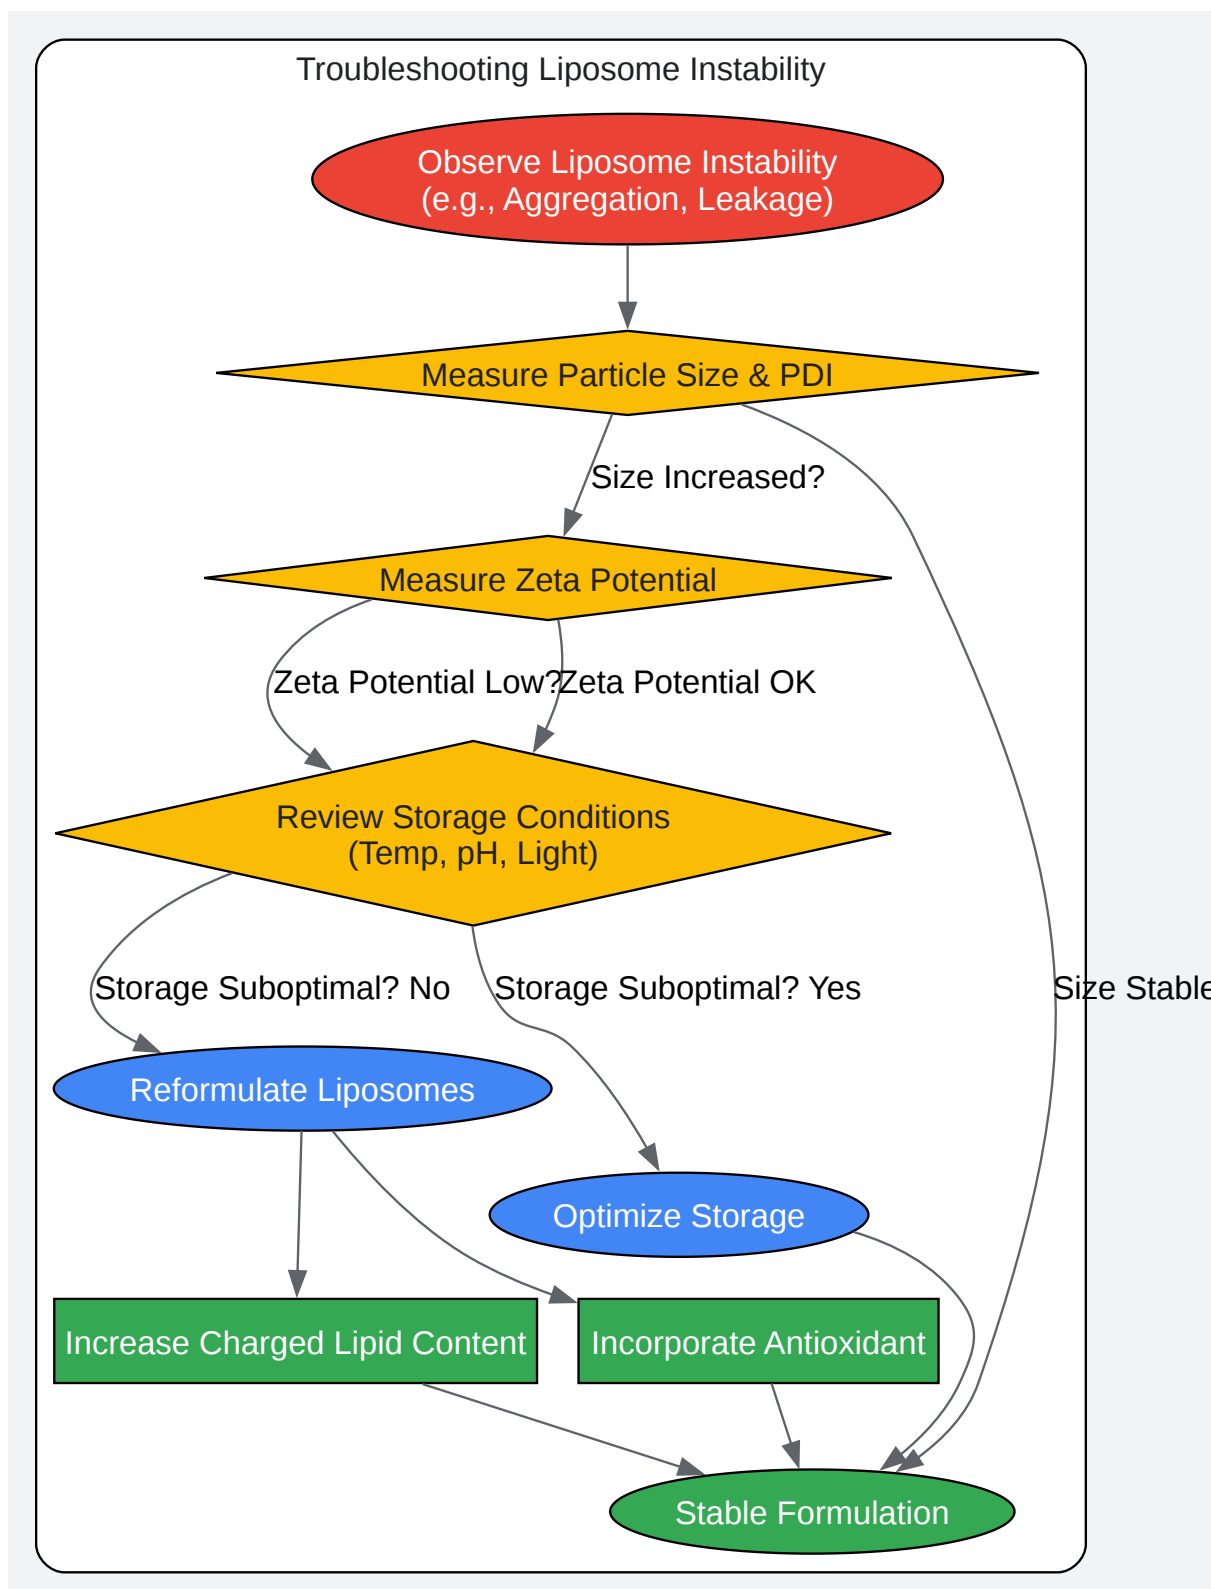 Troubleshooting Liposome Instability
Observe Liposome Instability
(e.g., Aggregation, Leakage)
Measure Particle Size & PDI
Size Increased?
Measure Zeta Potential
Zeta Potential Low?
Zeta Potential OK
Review Storage Conditions
(Temp, pH, Light)
Storage Suboptimal? No
Storage Suboptimal? Yes
Size Stable
Reformulate Liposomes
Optimize Storage
Increase Charged Lipid Content
Incorporate Antioxidant
Stable Formulation